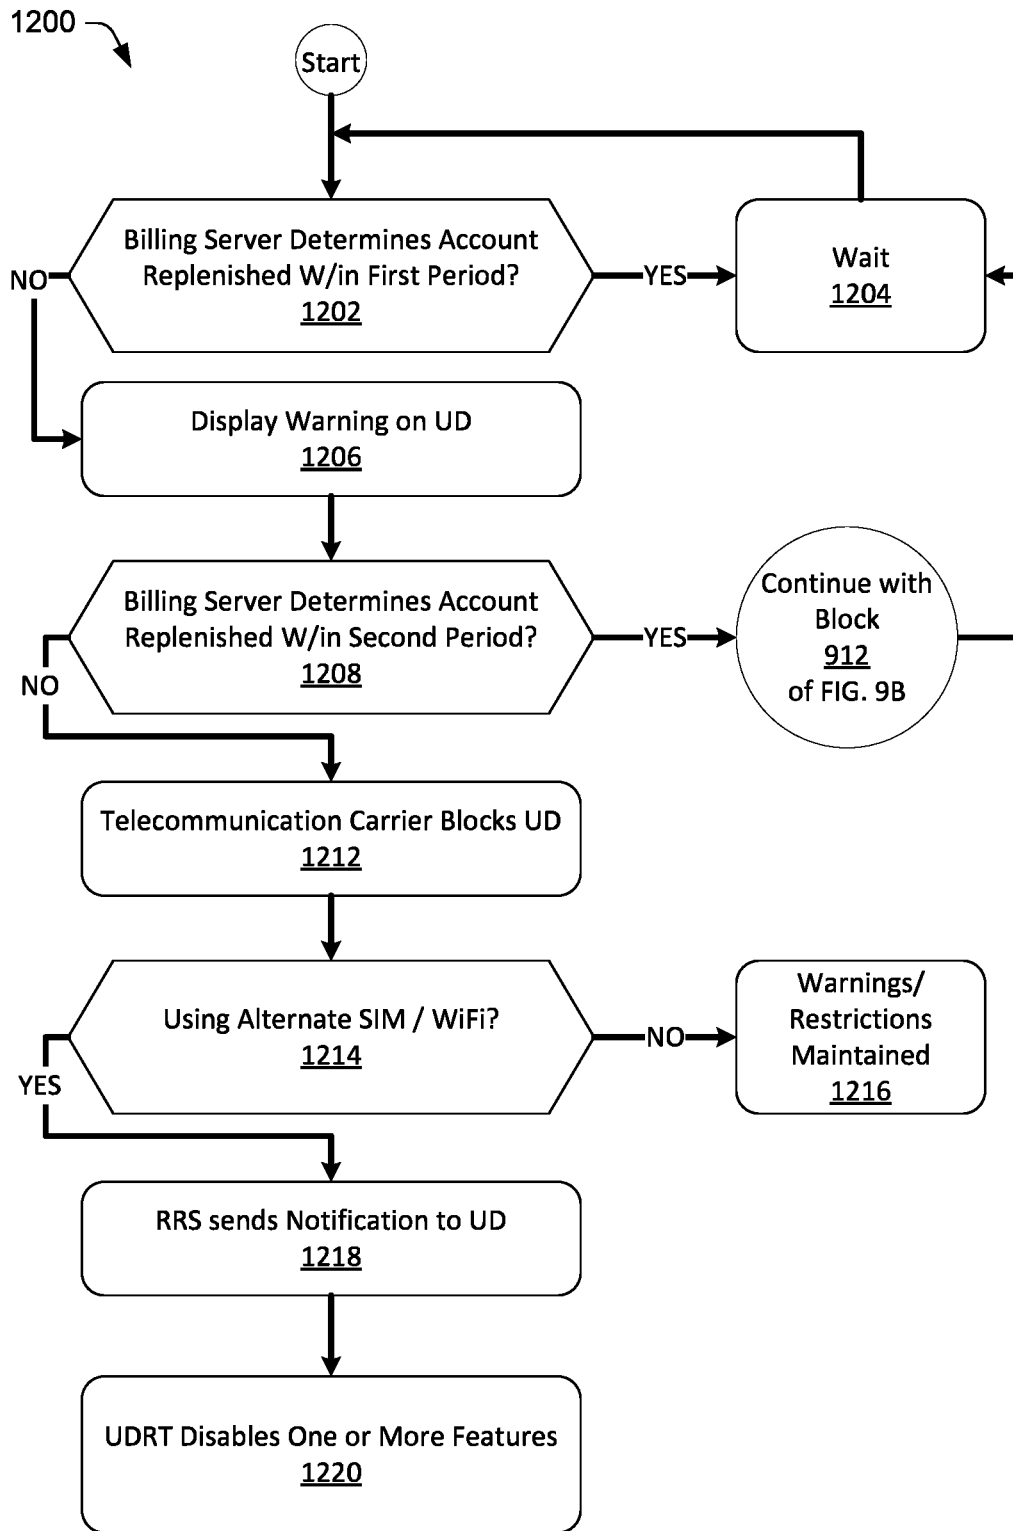 1200
Start
Billing Server Determines Account
Replenished W/in First Period?
1202
NO
YES
Wait
1204
Display Warning on UD
1206
Billing Server Determines Account
Replenished W/in Second Period?
1208
NO
YES
Continue with
Block
912
of FIG. 9B
Telecommunication Carrier Blocks UD
1212
Using Alternate SIM / WiFi?
1214
YES
NO
Warnings/
Restrictions
Maintained
1216
RRS sends Notification to UD
1218
UDRT Disables One or More Features
1220